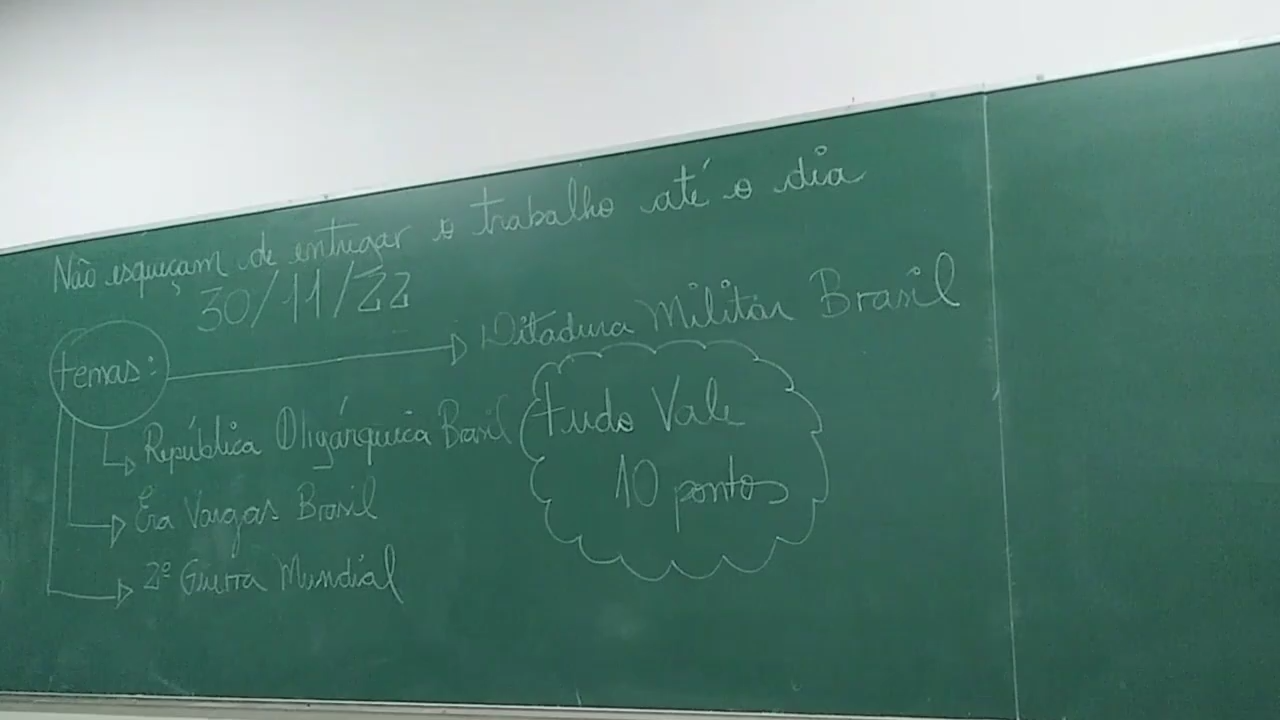 Não esqueçam de entregar o trabalho até o dia
30/11/22
temas:
Ditadura Militar Brasil
República Oligárquica Brasil
Era Vargas Brasil
2º Guerra Mundial
tudo Vale
10 pontos